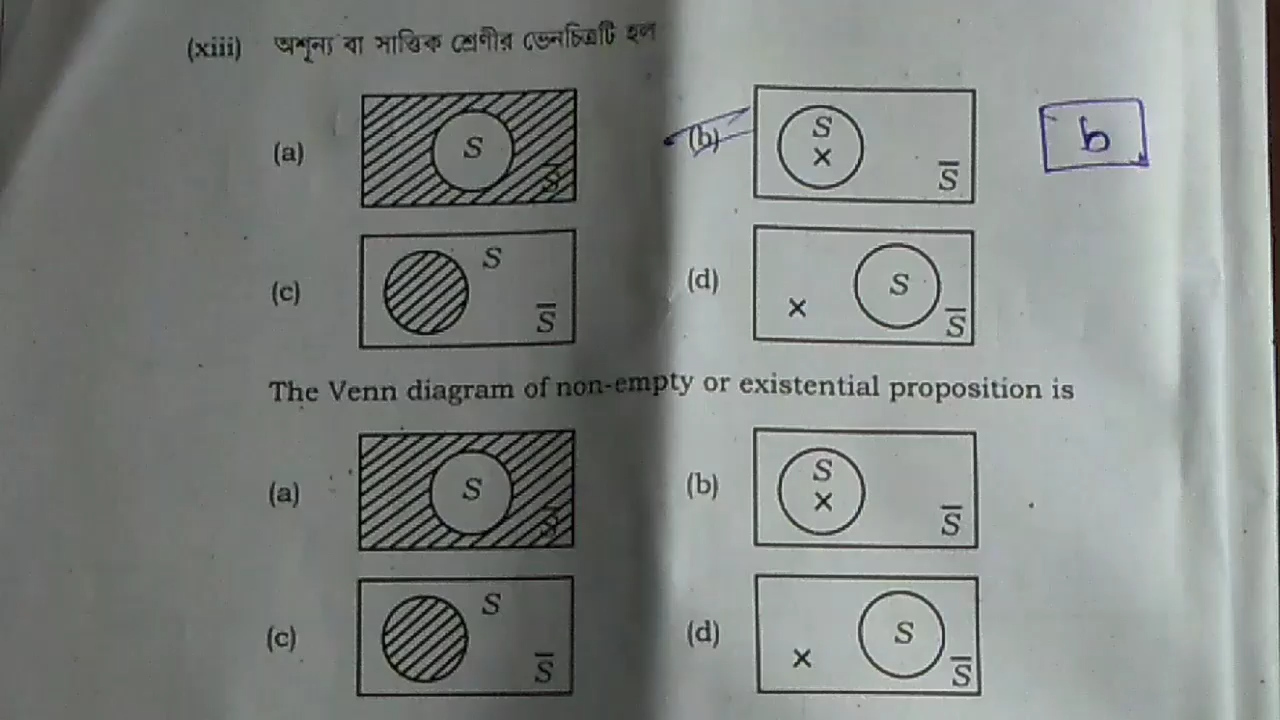 (xiii) অশূন্য বা সাত্তিক শ্রেণীর ভেনচিত্রটি হল
(a) S S̅ (b) S × S̅ b
(c) S S̅ (d) × S S̅
The Venn diagram of non-empty or existential proposition is
(a) S S̅ (b) S × S̅
(c) S S̅ (d) × S S̅